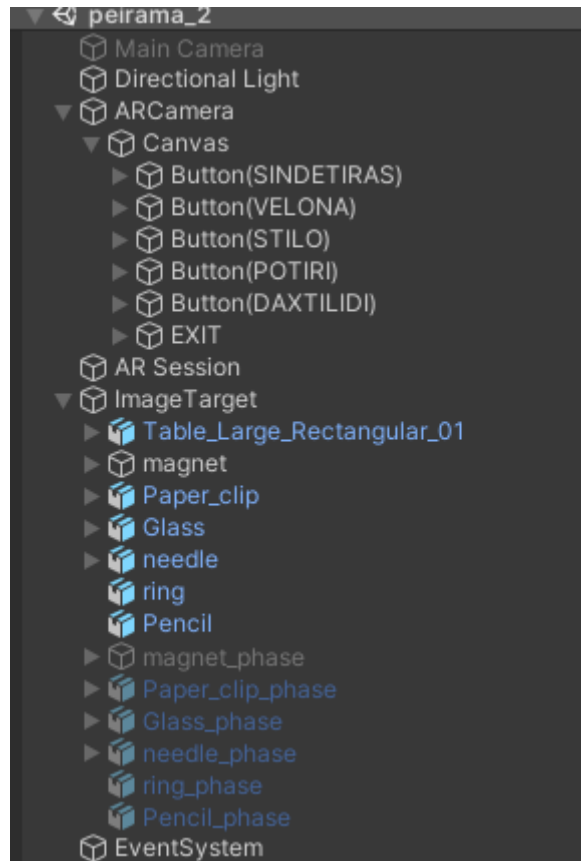 peirama_2
Main Camera
Directional Light
ARCamera
Canvas
Button(SINDETIRAS)
Button(VELONA)
Button(STILO)
Button(POTIRI)
Button(DAXTILIDI)
EXIT
AR Session
ImageTarget
Table_Large_Rectangular_01
magnet
Paper_clip
Glass
needle
ring
Pencil
magnet_phase
Paper_clip_phase
Glass_phase
needle_phase
ring_phase
Pencil_phase
EventSystem